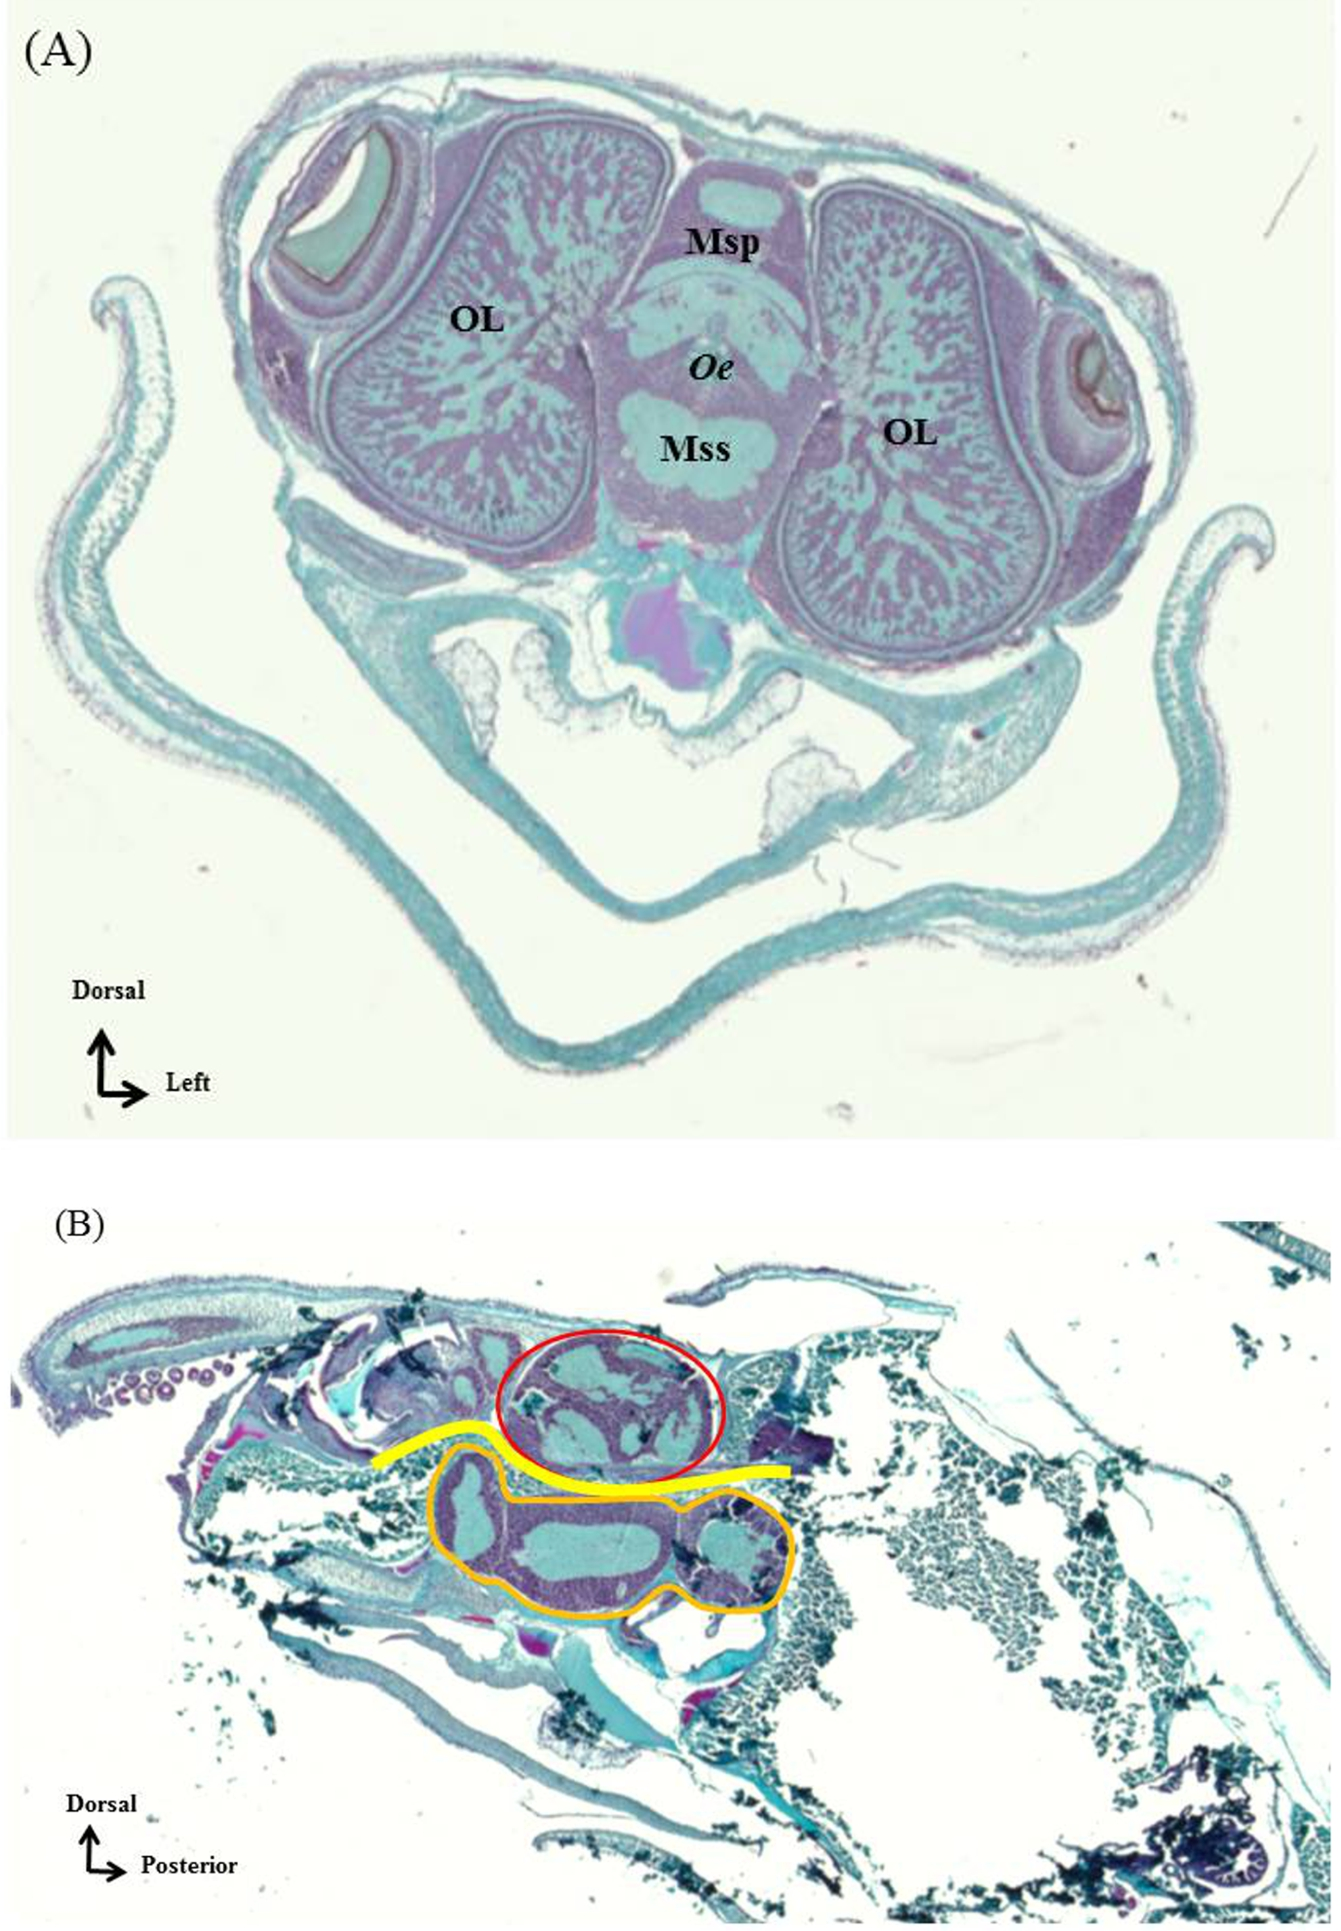 (A)
Msp
OL
Oe
OL
Mss
Dorsal
Left
(B)
Dorsal
Posterior